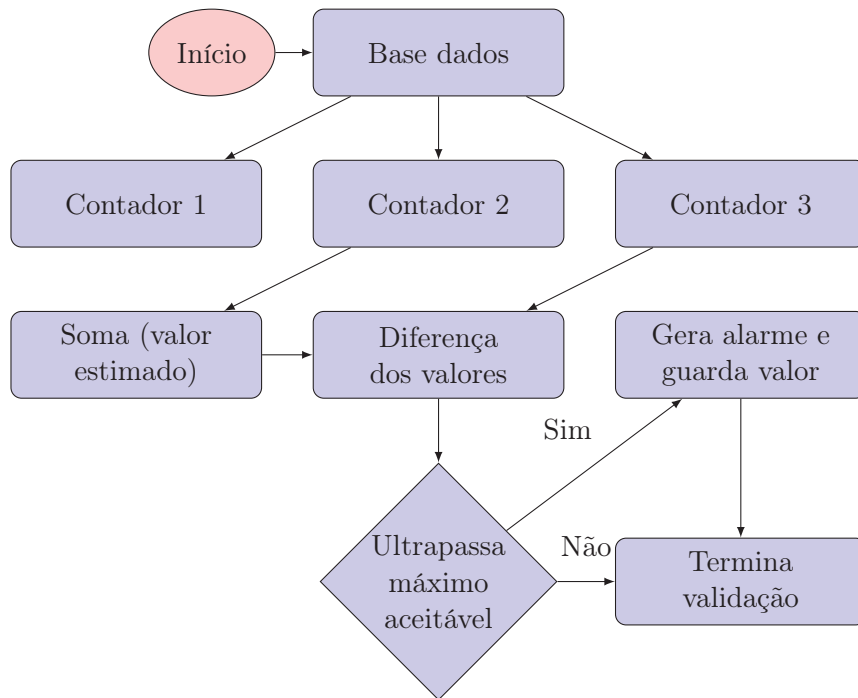 Início
Base dados
Contador 1
Contador 2
Contador 3
Soma (valor
estimado)
Diferença
dos valores
Gera alarme e
guarda valor
Sim
Ultrapassa
máximo
aceitável
Não
Termina
validação